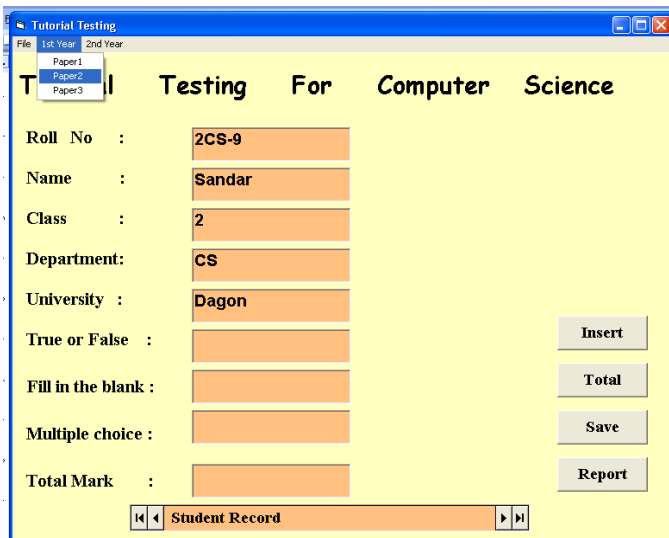 Tutorial Testing
File 1st Year 2nd Year
Paper1
Paper2
Paper3
Testing For Computer Science
Roll No : 2CS-9
Name : Sandar
Class : 2
Department: CS
University : Dagon
True or False :
Fill in the blank :
Multiple choice :
Total Mark :
Insert
Total
Save
Report
Student Record